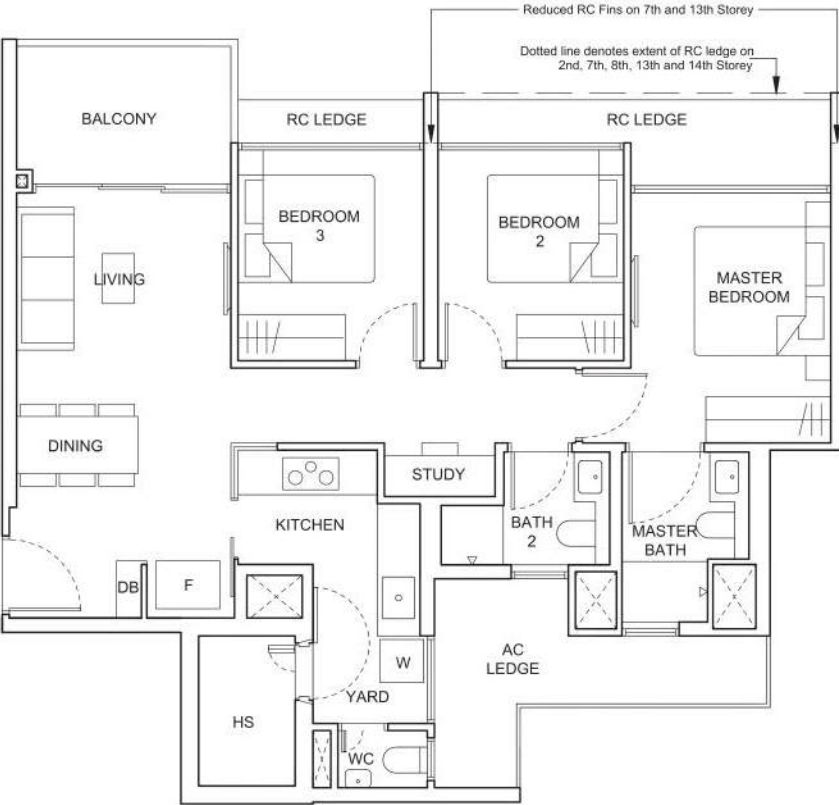 Reduced RC Fins on 7th and 13th Storey
Dotted line denotes extent of RC ledge on
2nd, 7th, 8th, 13th and 14th Storey
BALCONY
RC LEDGE
RC LEDGE
BEDROOM
3
BEDROOM
2
LIVING
MASTER
BEDROOM
DINING
STUDY
KITCHEN
BATH
2
MASTER
BATH
DB
F
W
AC
LEDGE
YARD
HS
WC